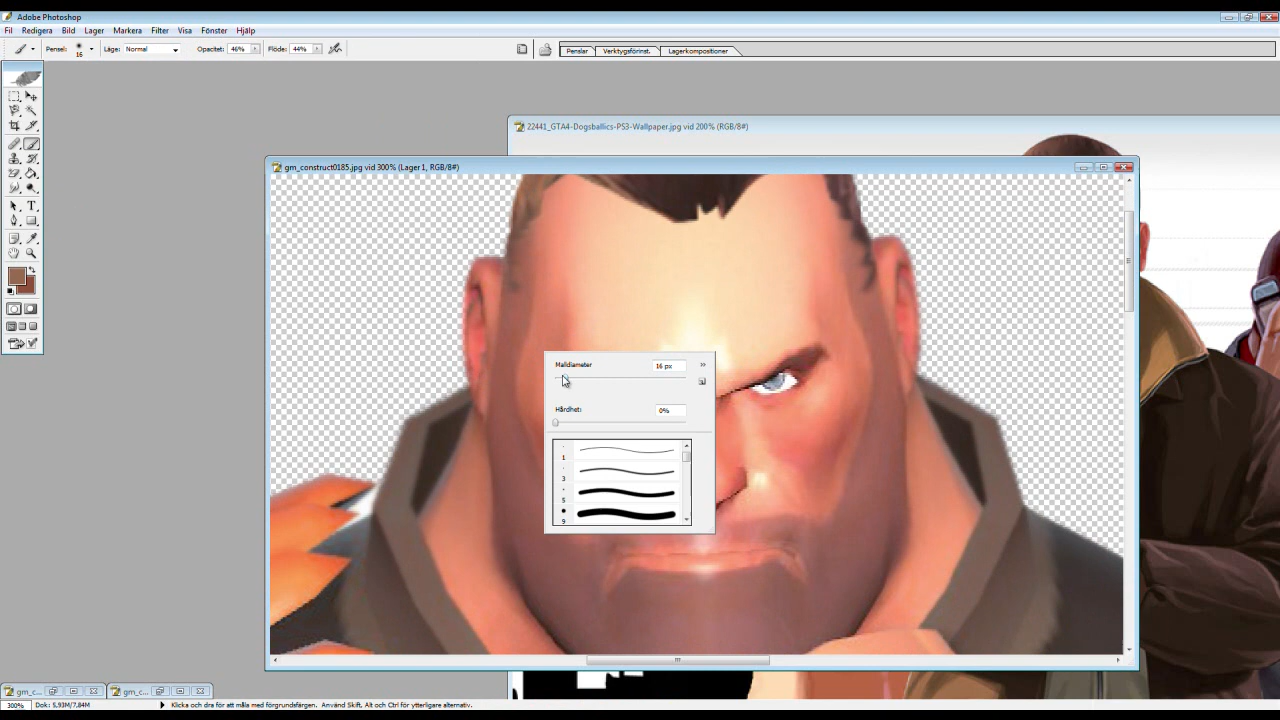 Adobe Photoshop
Fil Redigera Bild Lager Markera Filter Visa Fönster Hjälp
Pensel: 16 Läge: Normal Opacitet: 46% Flöde: 44% Penslar Verktygsförinst. Lagerkompositioner
22441_GTA4-Dogsballics-PS3-Wallpaper.jpg vid 200% (RGB/8#)
gm_construct0185.jpg vid 300% (Lager 1, RGB/8#)
Malldiameter 16 px
Hårdhet: 0%
1
3
5
9
gm_c... gm_c...
300% Dok: 5,93M/7,84M Klicka och dra för att måla med förgrundsfärgen. Använd Skift, Alt och Ctrl för ytterligare alternativ.